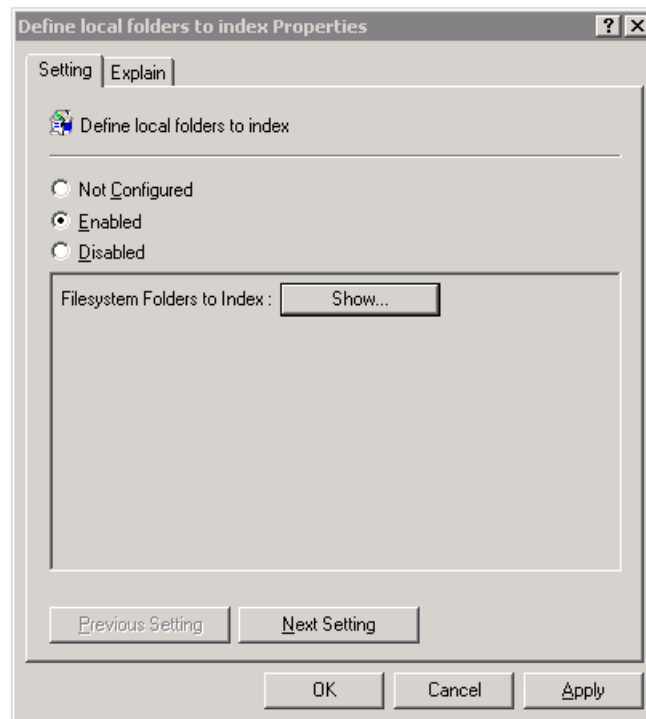 Define local folders to index Properties
Setting
Explain
Define local folders to index
Not Configured
Enabled
Disabled
Filesystem Folders to Index :
Show...
Previous Setting
Next Setting
OK
Cancel
Apply